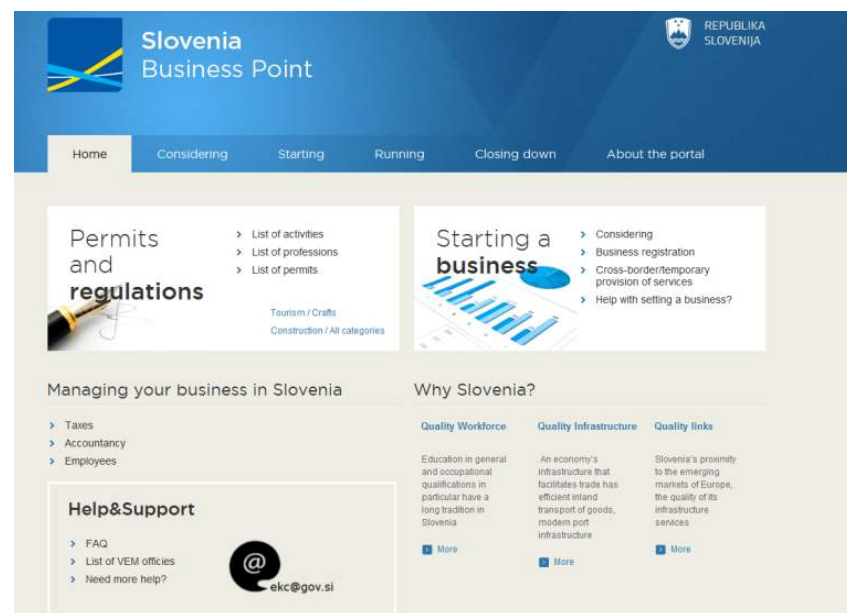 Slovenia
Business Point
REPUBLIKA
SLOVENIJA
Home
Considering
Starting
Running
Closing down
About the portal
Permits
and
regulations
List of activities
List of professions
List of permits
Tourism / Crafts
Construction / All categories
Starting a
business
Considering
Business registration
Cross-border/temporary
provision of services
Help with setting a business?
Managing your business in Slovenia
Taxes
Accountancy
Employees
Help&Support
FAQ
List of VEM officies
Need more help?
@
ekc@gov.si
Why Slovenia?
Quality Workforce
Education in general
and occupational
qualifications in
particular have a
long tradition in
Slovenia
More
Quality Infrastructure
An economy's
infrastructure that
facilitates trade has
efficient inland
transport of goods,
modern port
infrastructure
More
Quality links
Slovenia's proximity
to the emerging
markets of Europe,
the quality of its
infrastructure
services
More